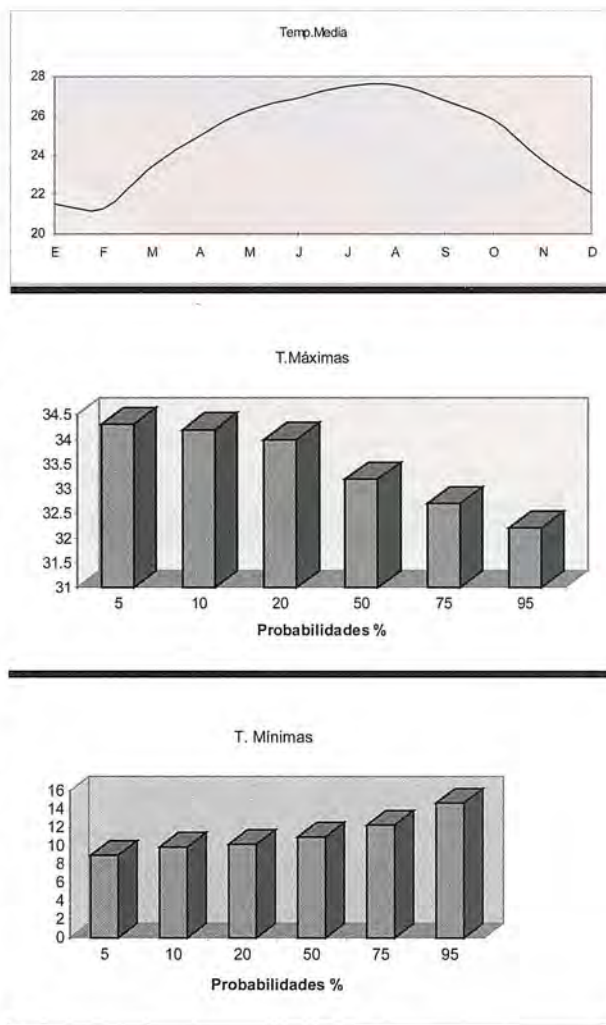 Temp.Media
28
26
24
22
20
E F M A M J J A S O N D
T.Máximas
34.5
34
33.5
33
32.5
32
31.5
31
5 10 20 50 75 95
Probabilidades %
T. Mínimas
16
14
12
10
8
6
4
2
0
5 10 20 50 75 95
Probabilidades %